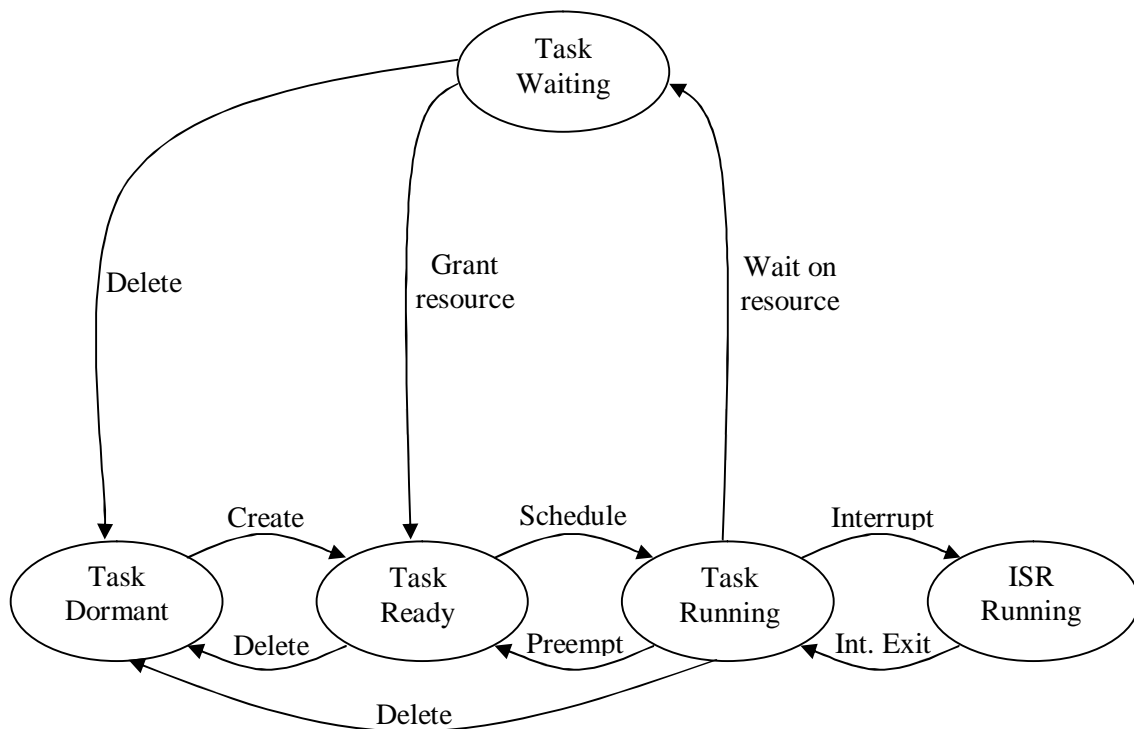 Task
Waiting
Delete
Grant
resource
Wait on
resource
Create
Schedule
Interrupt
Task
Dormant
Task
Ready
Task
Running
ISR
Running
Delete
Preempt
Int. Exit
Delete